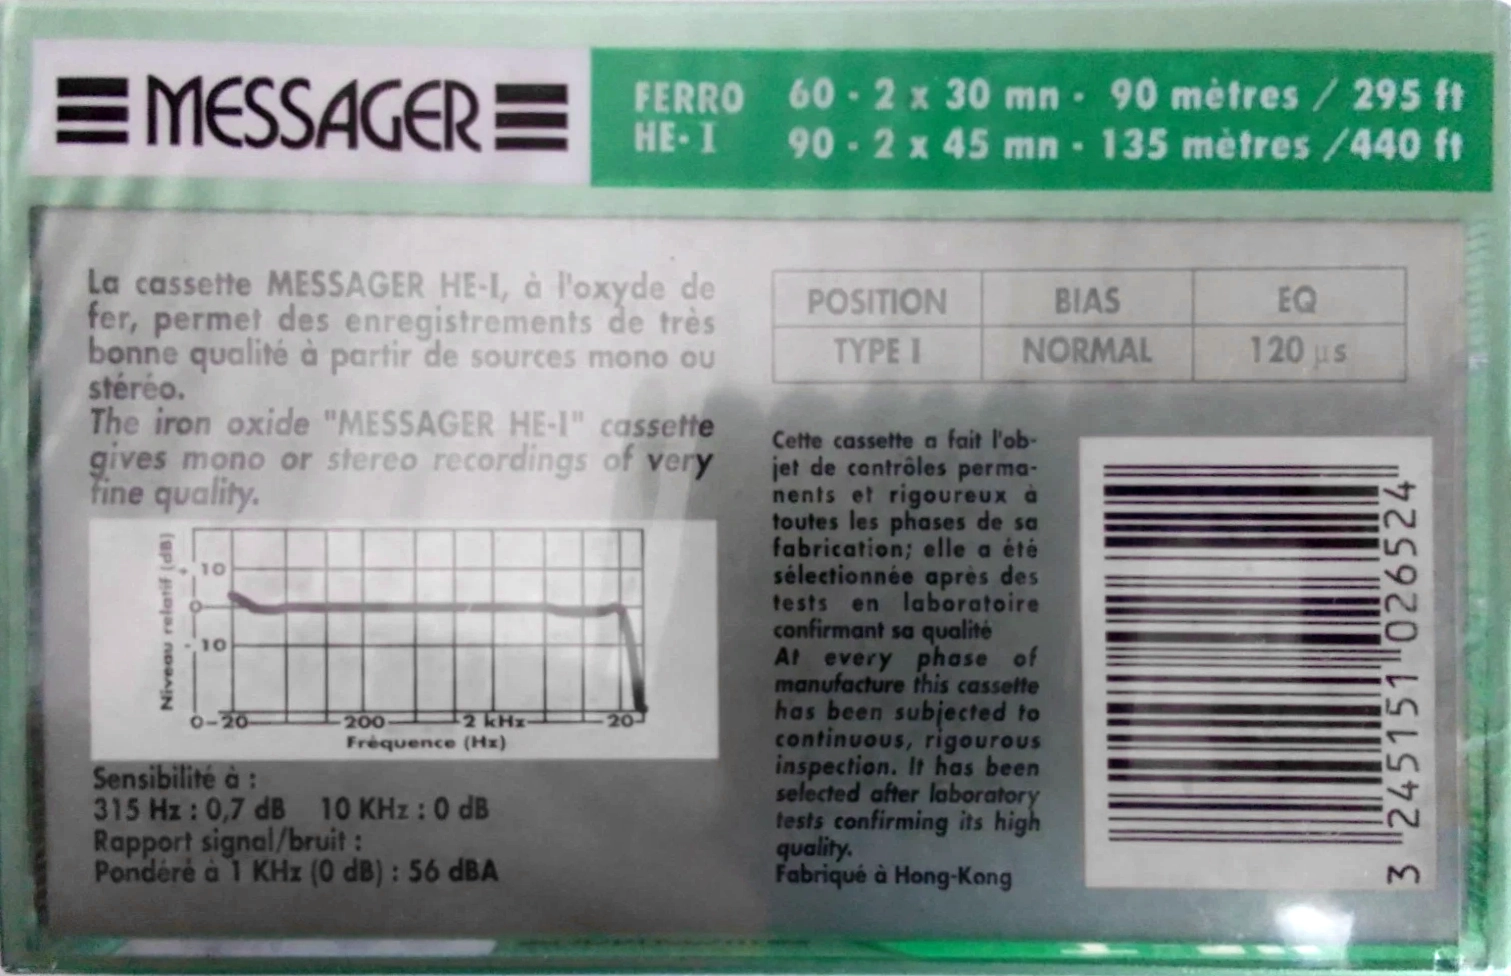 MESSAGER
FERRO
HE-I
60 - 2 x 30 mn - 90 mètres / 295 ft
90 - 2 x 45 mn - 135 mètres /440 ft
La cassette MESSAGER HE-I, à l'oxyde de
fer, permet des enregistrements de très
bonne qualité à partir de sources mono ou
stéréo.
The iron oxide "MESSAGER HE-I" cassette
gives mono or stereo recordings of very
fine quality.
Niveau relatif (dB)
+ 10
0
- 10
0-20 200 2 kHz 20
Fréquence (Hz)
Sensibilité à :
315 Hz : 0,7 dB 10 KHz : 0 dB
Rapport signal/bruit :
Pondéré à 1 KHz (0 dB) : 56 dBA
POSITION BIAS EQ
TYPE I NORMAL 120 µs
Cette cassette a fait l'ob-
jet de contrôles perma-
nents et rigoureux à
toutes les phases de sa
fabrication; elle a été
sélectionnée après des
tests en laboratoire
confirmant sa qualité
At every phase of
manufacture this cassette
has been subjected to
continuous, rigourous
inspection. It has been
selected after laboratory
tests confirming its high
quality.
Fabriqué à Hong-Kong
3 245151 026524